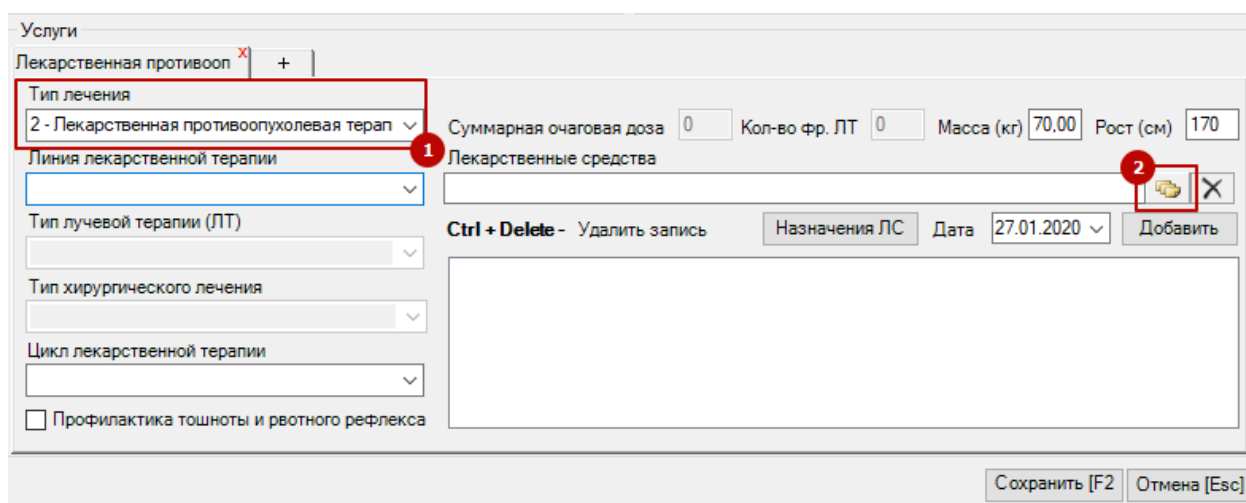 Услуги
Лекарственная противооп X +
Тип лечения
2 - Лекарственная противоопухолевая терап
1
Суммарная очаговая доза 0 Кол-во фр. ЛТ 0 Масса (кг) 70,00 Рост (см) 170
Линия лекарственной терапии
Лекарственные средства
2
Тип лучевой терапии (ЛТ)
Ctrl + Delete - Удалить запись Назначения ЛС Дата 27.01.2020 Добавить
Тип хирургического лечения
Цикл лекарственной терапии
Профилактика тошноты и рвотного рефлекса
Сохранить [F2 Отмена [Esc]